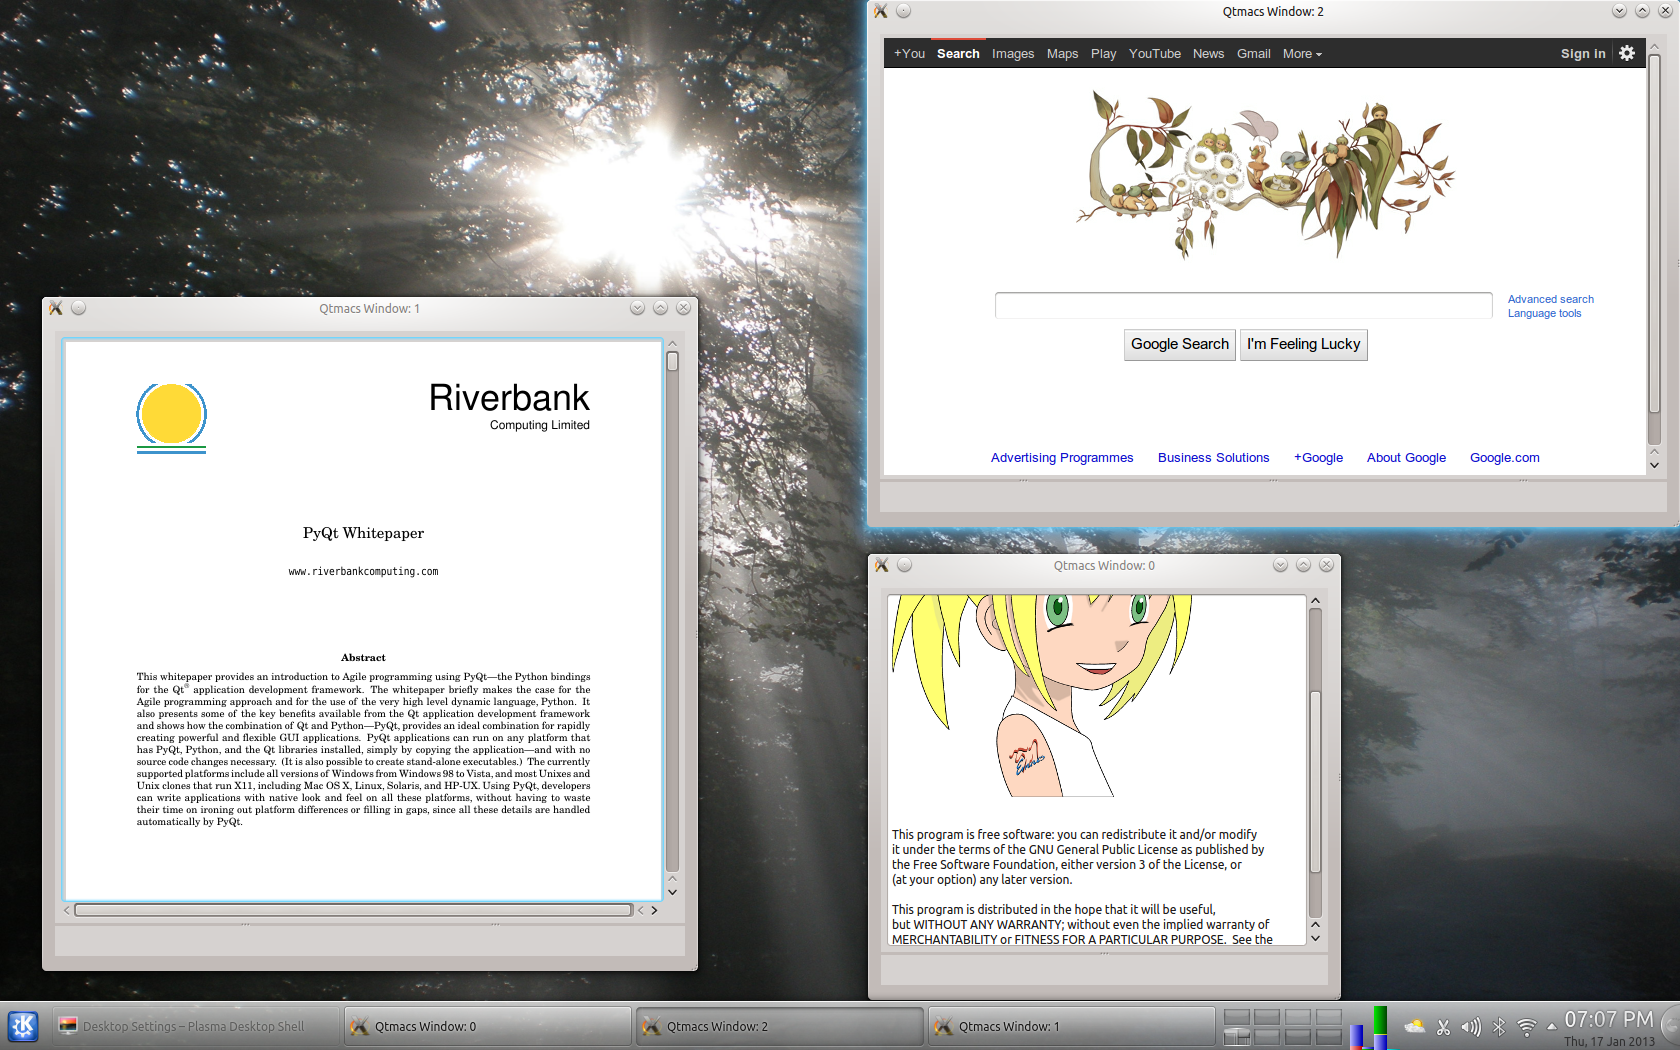 Qtmacs Window: 2
+You Search Images Maps Play YouTube News Gmail More Sign in
Advanced search
Language tools
Google Search I'm Feeling Lucky
Advertising Programmes Business Solutions +Google About Google Google.com
Qtmacs Window: 1
Riverbank
Computing Limited
PyQt Whitepaper
www.riverbankcomputing.com
Abstract
This whitepaper provides an introduction to Agile programming using PyQt—the Python bindings
for the Qt® application development framework. The whitepaper briefly makes the case for the
Agile programming approach and for the use of the very high level dynamic language, Python. It
also presents some of the key benefits available from the Qt application development framework
and shows how the combination of Qt and Python—PyQt, provides an ideal combination for rapidly
creating powerful and flexible GUI applications. PyQt applications can run on any platform that
has PyQt, Python, and the Qt libraries installed, simply by copying the application—and with no
source code changes necessary. (It is also possible to create stand-alone executables.) The currently
supported platforms include all versions of Windows from Windows 98 to Vista, and most Unixes and
Unix clones that run X11, including Mac OS X, Linux, Solaris, and HP-UX. Using PyQt, developers
can write applications with native look and feel on all these platforms, without having to waste
their time on ironing out platform differences or filling in gaps, since all these details are handled
automatically by PyQt.
Qtmacs Window: 0
This program is free software: you can redistribute it and/or modify
it under the terms of the GNU General Public License as published by
the Free Software Foundation, either version 3 of the License, or
(at your option) any later version.
This program is distributed in the hope that it will be useful,
but WITHOUT ANY WARRANTY; without even the implied warranty of
MERCHANTABILITY or FITNESS FOR A PARTICULAR PURPOSE. See the
Desktop Settings – Plasma Desktop Shell Qtmacs Window: 0 Qtmacs Window: 2 Qtmacs Window: 1 07:07 PM
Thu, 17 Jan 2013